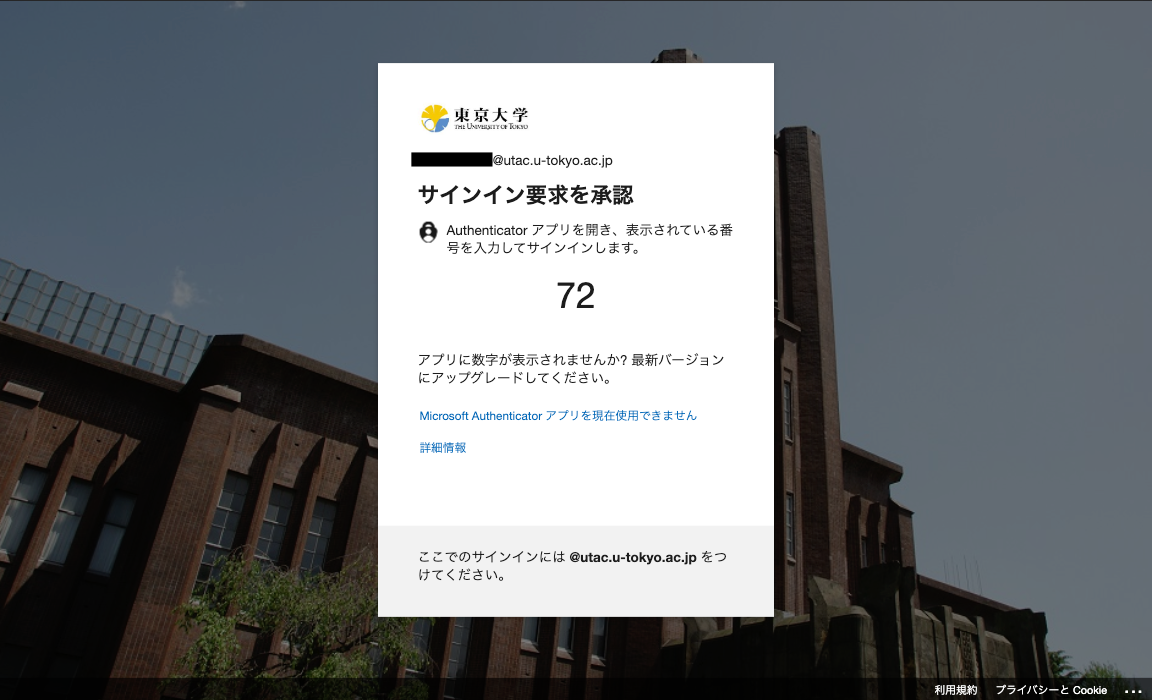 東京大学
THE UNIVERSITY OF TOKYO
@utac.u-tokyo.ac.jp
サインイン要求を承認
Authenticator アプリを開き、表示されている番
号を入力してサインインします。
72
アプリに数字が表示されませんか? 最新バージョン
にアップグレードしてください。
Microsoft Authenticator アプリを現在使用できません
詳細情報
ここでのサインインには @utac.u-tokyo.ac.jp をつ
けてください。
利用規約 プライバシーと Cookie ...